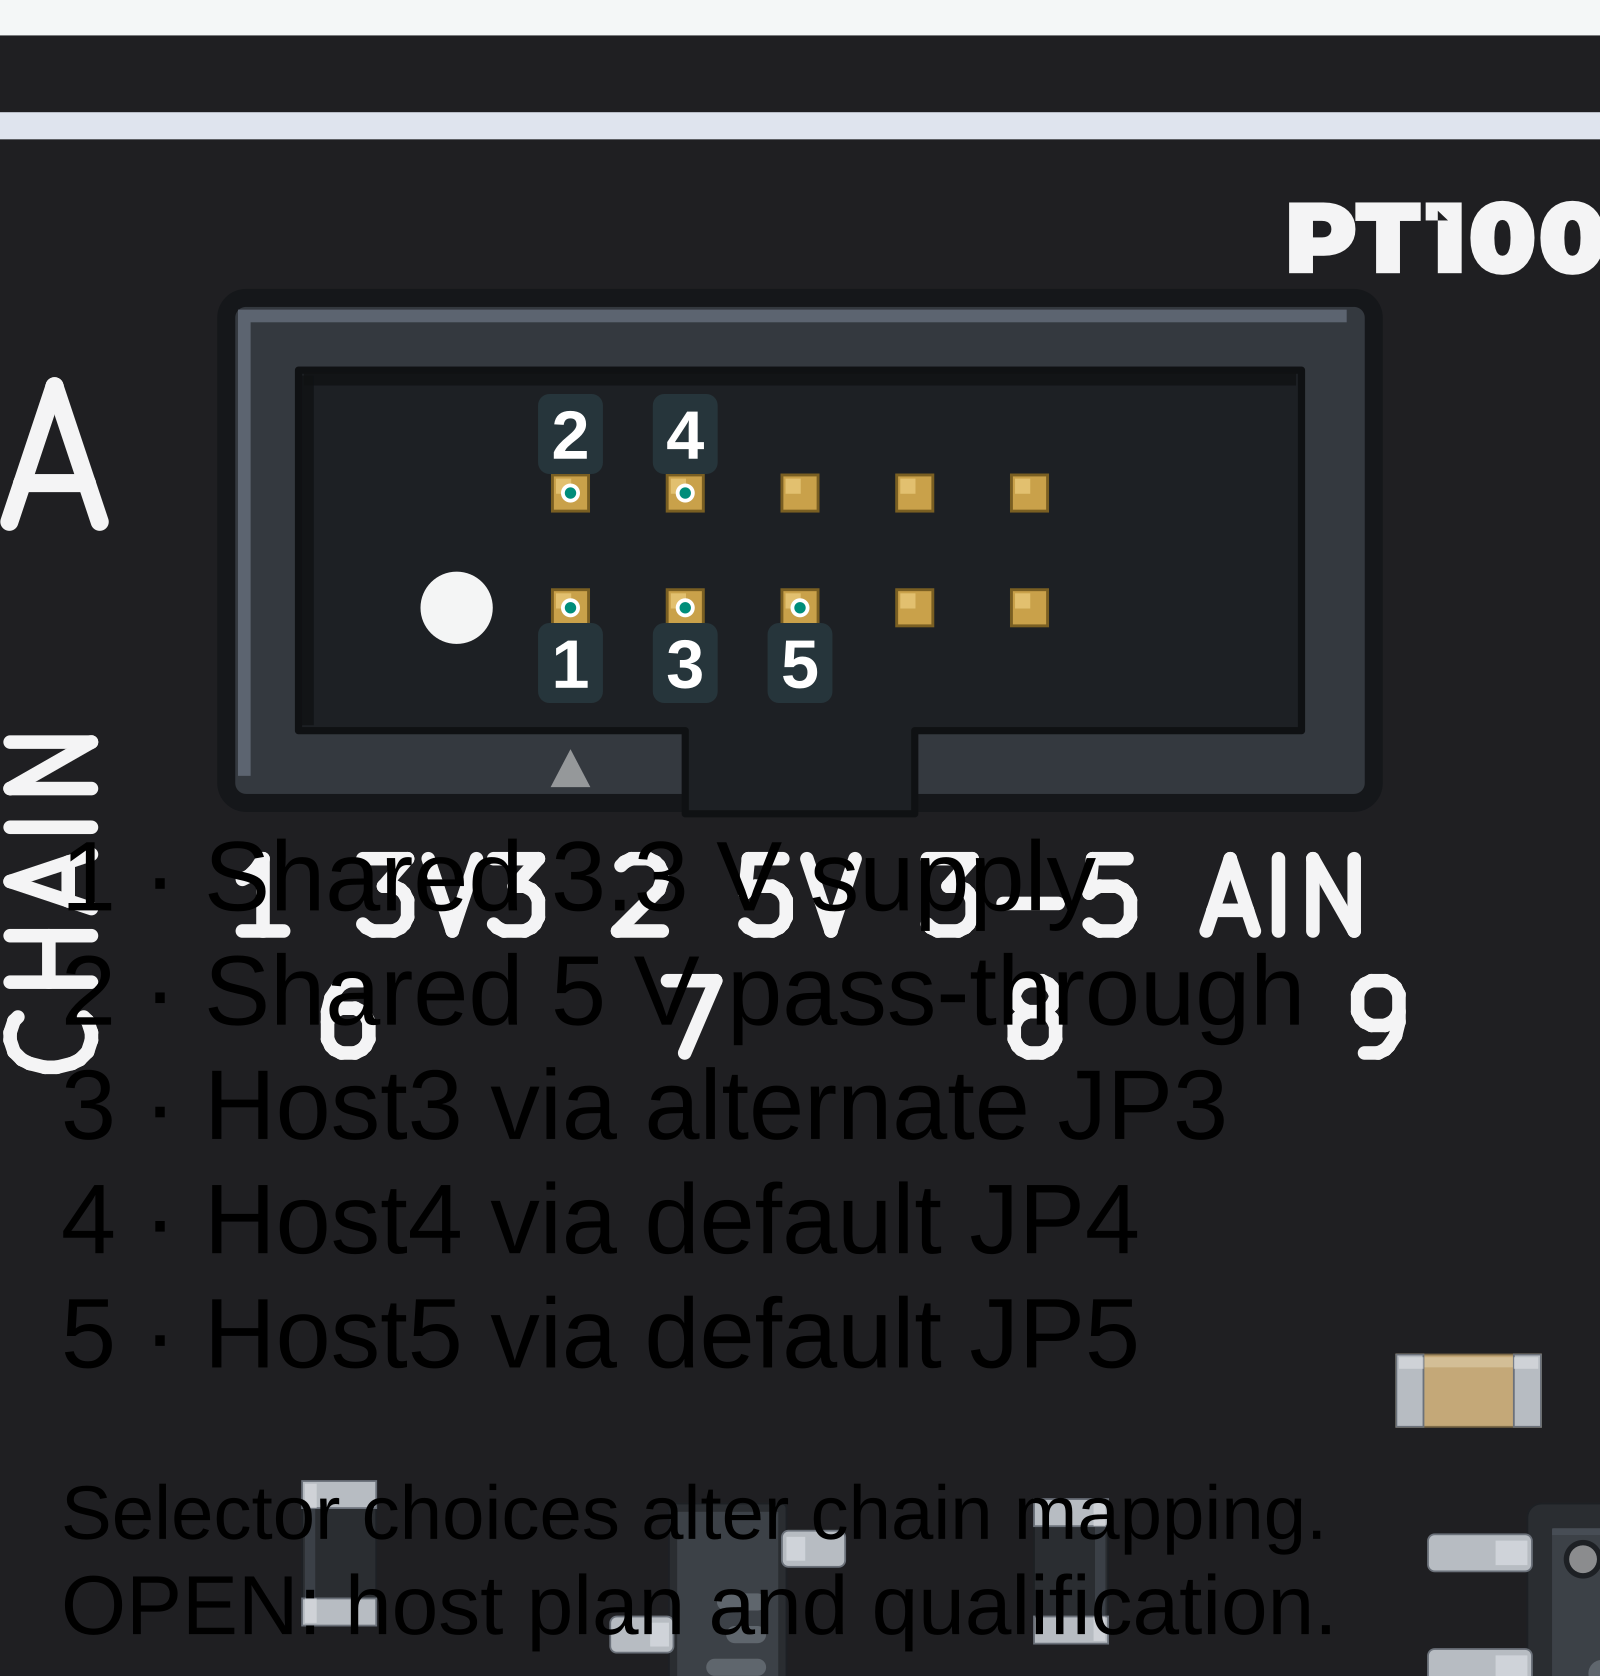 PT100
A
2 4
1 3 5
CHAIN
1 3V3 2 5V 3–5 AIN
6 7 8 9
1 · Shared 3.3 V supply
2 · Shared 5 V pass-through
3 · Host3 via alternate JP3
4 · Host4 via default JP4
5 · Host5 via default JP5
Selector choices alter chain mapping.
OPEN: host plan and qualification.